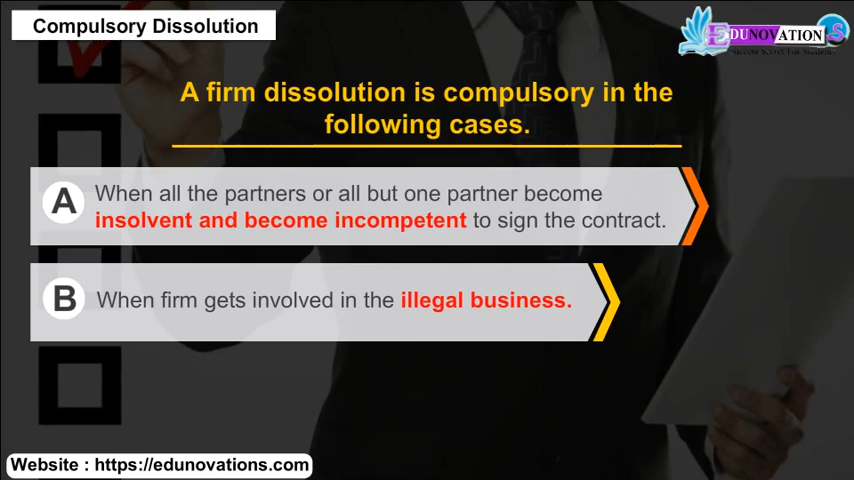 Compulsory Dissolution
EDUNOVATIONS
A firm dissolution is compulsory in the
following cases.
A
When all the partners or all but one partner become
insolvent and become incompetent to sign the contract.
B
When firm gets involved in the illegal business.
Website : https://edunovations.com